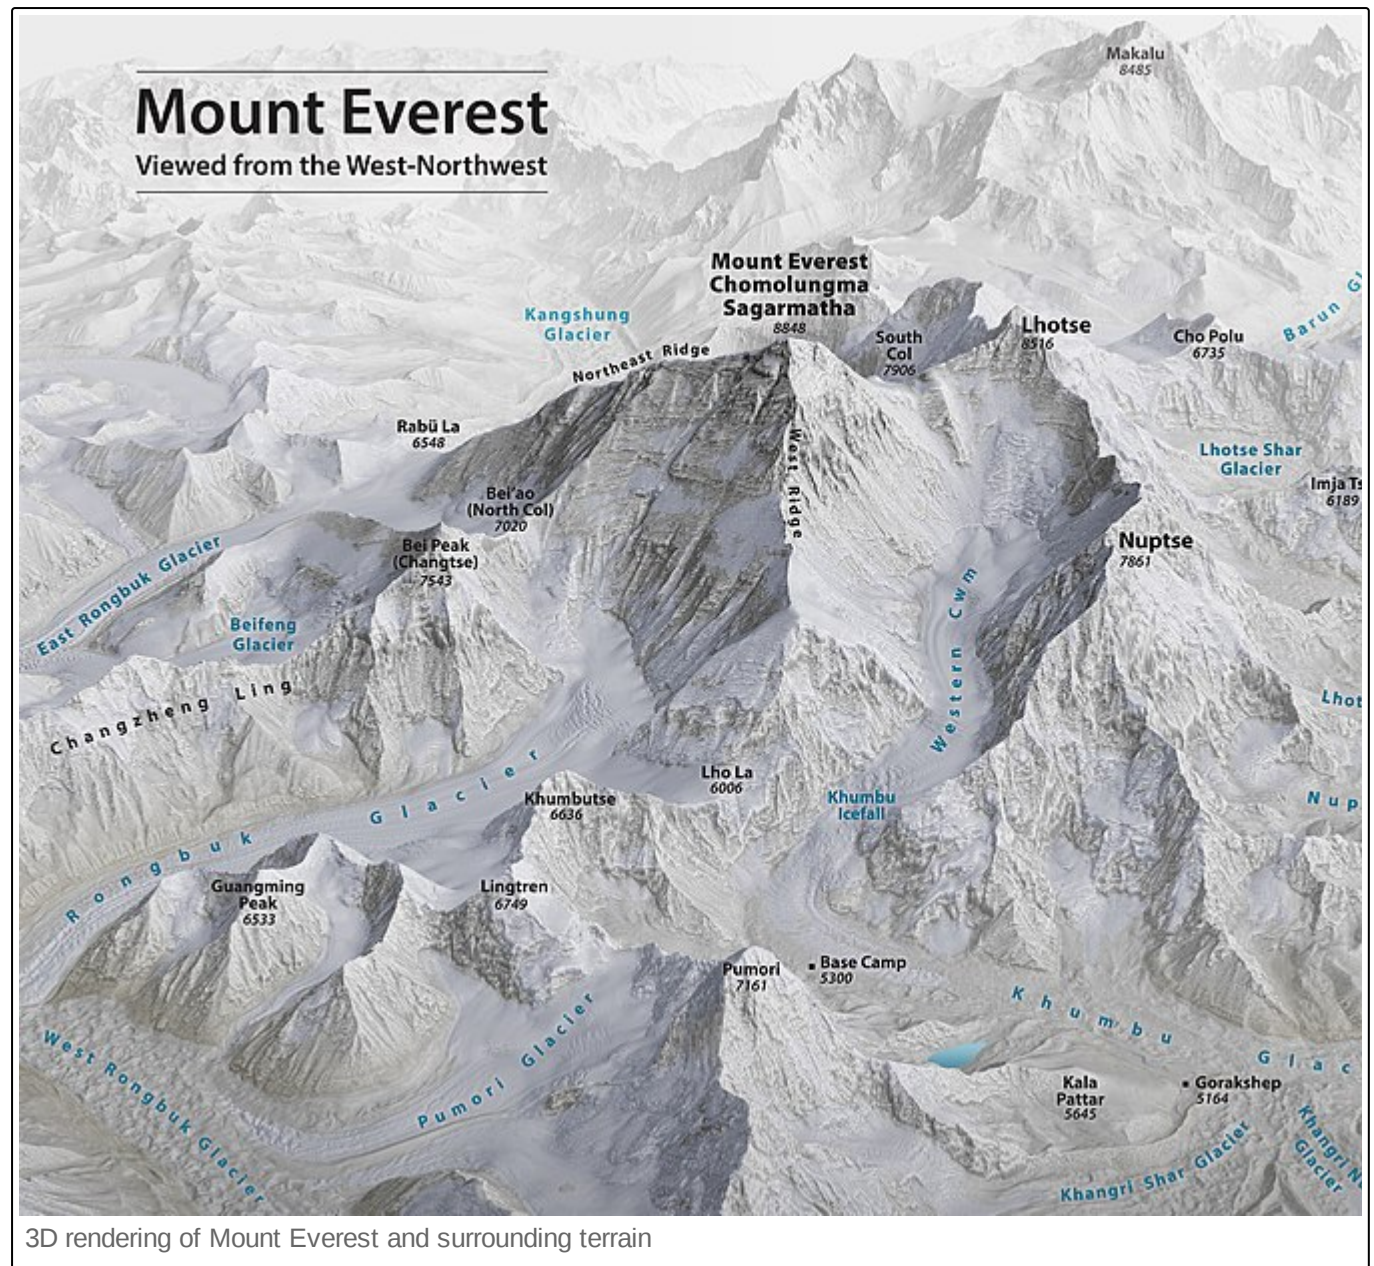 Mount Everest
Viewed from the West-Northwest
Makalu
8485
Mount Everest
Chomolungma
Sagarmatha
8848
Kangshung
Glacier
Northeast Ridge
South
Col
7906
Lhotse
8516
Cho Polu
6735
Barun Gl
Rabü La
6548
West Ridge
Lhotse Shar
Glacier
Imja Ts
6189
Bei'ao
(North Col)
7020
Bei Peak
(Changtse)
7543
Nuptse
7861
East Rongbuk Glacier
Beifeng
Glacier
Western Cwm
Changzheng Ling
Lhot
Lho La
6006
Khumbutse
6636
Khumbu
Icefall
Nup
Rongbuk Glacier
Guangming
Peak
6533
Lingtren
6749
Pumori
7161
Base Camp
5300
Khumbu Glac
West Rongbuk Glacier
Pumori Glacier
Kala
Pattar
5645
Gorakshep
5164
Khangri Shar Glacier
Khangri N
Glacier
3D rendering of Mount Everest and surrounding terrain